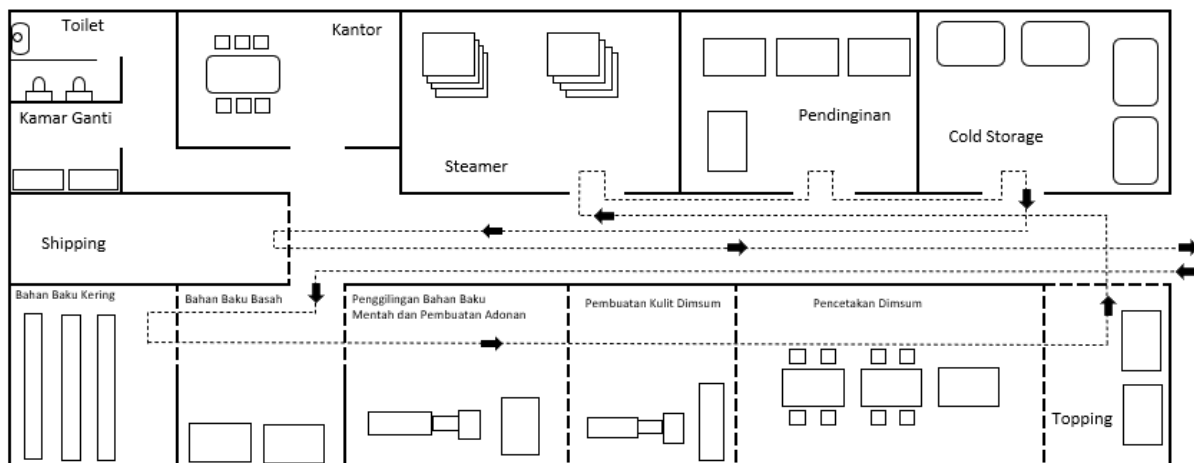 Toilet
Kantor
Kamar Ganti
Steamer
Pendinginan
Cold Storage
Shipping
Bahan Baku Kering
Bahan Baku Basah
Penggilingan Bahan Baku
Mentah dan Pembuatan Adonan
Pembuatan Kulit Dimsum
Pencetakan Dimsum
Topping